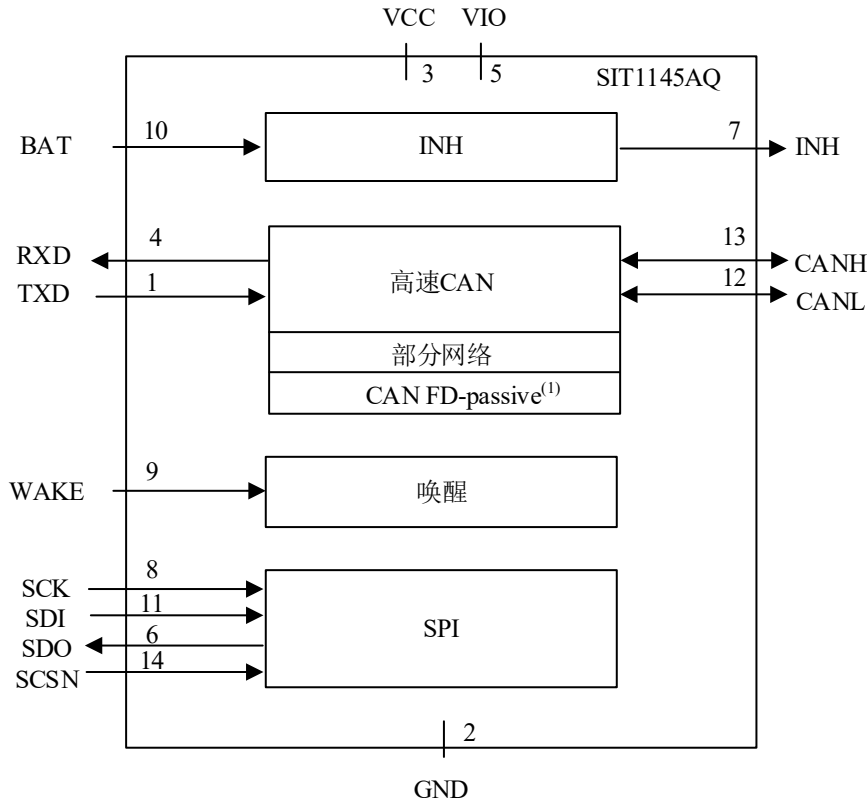 VCC VIO
3 5
SIT1145AQ
BAT 10 INH 7 INH
RXD 4 13 CANH
高速CAN
TXD 1 12 CANL
部分网络
CAN FD-passive(1)
WAKE 9 唤醒
SCK 8
SDI 11
SPI
SDO 6
SCSN 14
2
GND